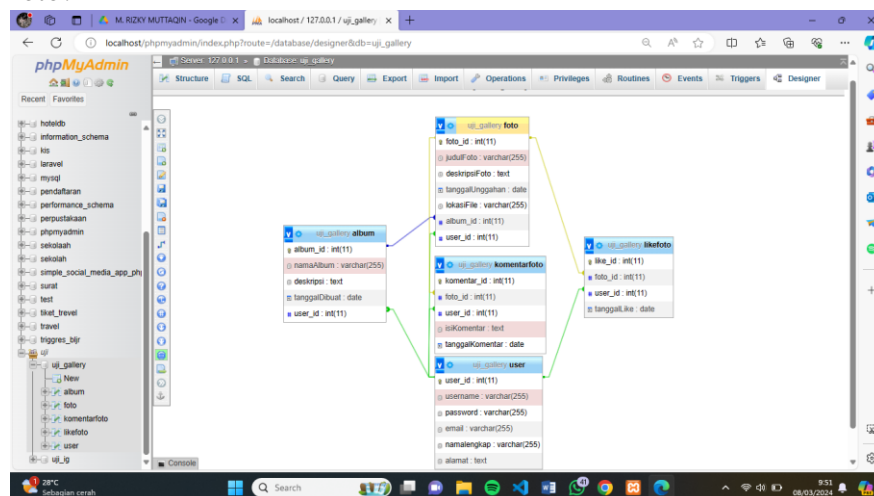 M. RIZKY MUTTAQIN - Google D
localhost / 127.0.0.1 / uji_gallery
localhost/phpmyadmin/index.php?route=/database/designer&db=uji_gallery
phpMyAdmin
Server: 127.0.0.1 » Database: uji_gallery
Structure SQL Search Query Export Import Operations Privileges Routines Events Triggers Designer
Recent Favorites
hoteldb
information_schema
kis
laravel
mysql
pendaftaran
performance_schema
perpustakaan
phpmyadmin
sekolaah
sekolah
simple_social_media_app_ph
surat
test
tiket_trevel
travel
triggres_bljr
uji
uji_gallery
New
album
foto
komentarfoto
likefoto
user
uji_ig
uji_gallery foto
foto_id : int(11)
judulFoto : varchar(255)
deskripsiFoto : text
tanggalUnggahan : date
lokasiFile : varchar(255)
album_id : int(11)
user_id : int(11)
uji_gallery album
album_id : int(11)
namaAlbum : varchar(255)
deskripsi : text
tanggalDibuat : date
user_id : int(11)
uji_gallery komentarfoto
komentar_id : int(11)
foto_id : int(11)
user_id : int(11)
isiKomentar : text
tanggalKomentar : date
uji_gallery likefoto
like_id : int(11)
foto_id : int(11)
user_id : int(11)
tanggalLike : date
uji_gallery user
user_id : int(11)
username : varchar(255)
password : varchar(255)
email : varchar(255)
namalengkap : varchar(255)
alamat : text
Console
28°C
Sebagian cerah
Search
9:51
08/03/2024